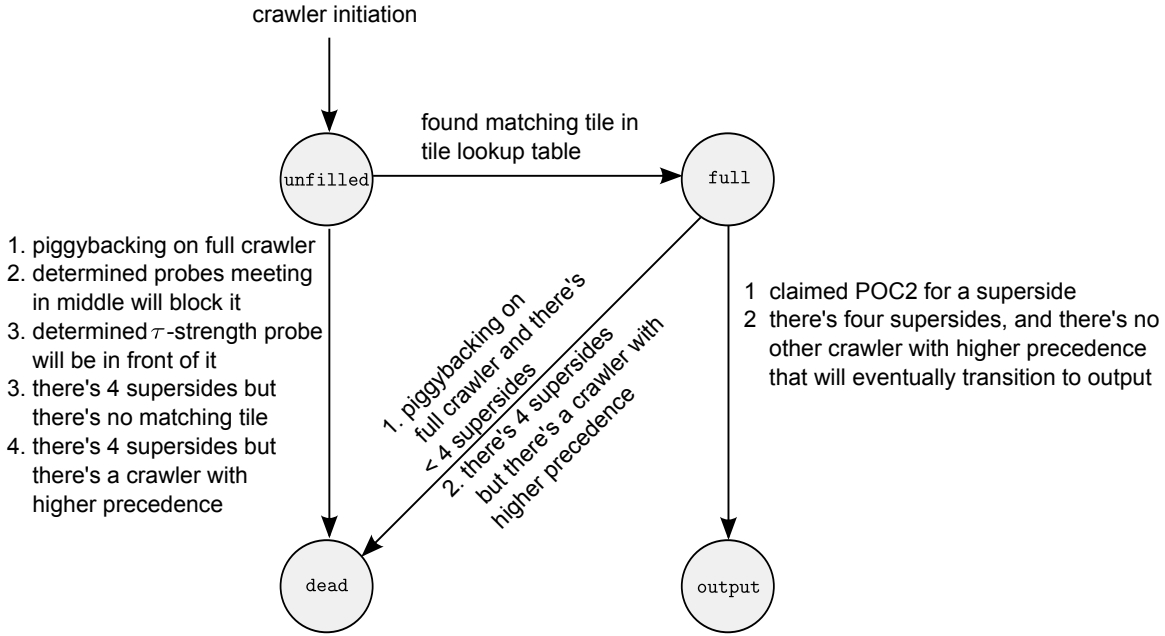 crawler initiation
found matching tile in
tile lookup table
unfilled
full
1. piggybacking on full crawler
2. determined probes meeting
in middle will block it
3. determined τ-strength probe
will be in front of it
3. there's 4 supersides but
there's no matching tile
4. there's 4 supersides but
there's a crawler with
higher precedence
1. piggybacking on
full crawler and there's
< 4 supersides
2. there's 4 supersides
but there's a crawler with
higher precedence
1 claimed POC2 for a superside
2 there's four supersides, and there's no
other crawler with higher precedence
that will eventually transition to output
dead
output